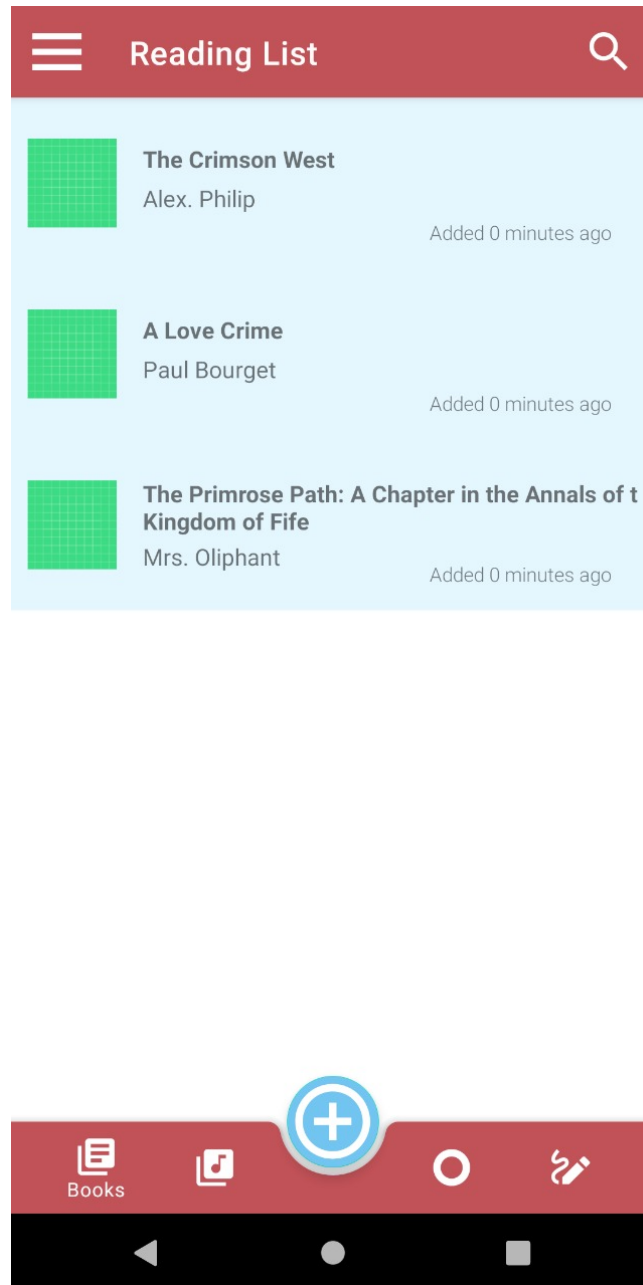 Reading List
The Crimson West
Alex. Philip
Added 0 minutes ago
A Love Crime
Paul Bourget
Added 0 minutes ago
The Primrose Path: A Chapter in the Annals of t
Kingdom of Fife
Mrs. Oliphant
Added 0 minutes ago
Books